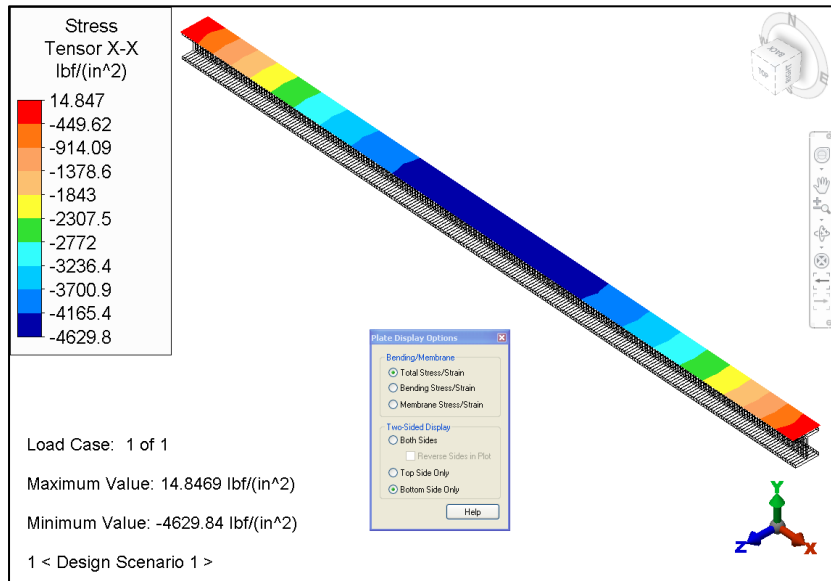 Stress
Tensor X-X
lbf/(in^2)
14.847
-449.62
-914.09
-1378.6
-1843
-2307.5
-2772
-3236.4
-3700.9
-4165.4
-4629.8
N
E
BACK
TOP
RIGHT
Plate Display Options
Bending/Membrane
Total Stress/Strain
Bending Stress/Strain
Membrane Stress/Strain
Two-Sided Display
Both Sides
Reverse Sides in Plot
Top Side Only
Bottom Side Only
Help
Load Case: 1 of 1
Maximum Value: 14.8469 lbf/(in^2)
Minimum Value: -4629.84 lbf/(in^2)
1 < Design Scenario 1 >
Y
Z
X